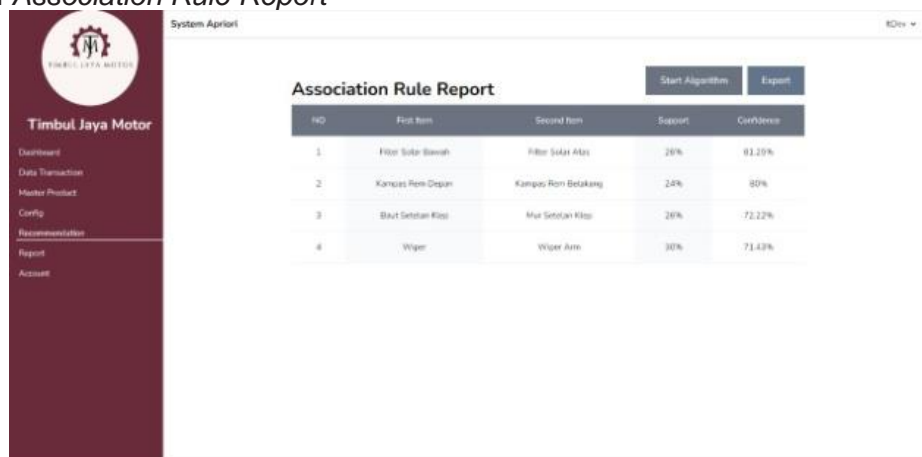 Association Rule Report
System Apriori
TIMBUL JAYA MOTOR
Timbul Jaya Motor
Dashboard
Data Transaction
Master Product
Config
Recommendation
Report
Account
Association Rule Report
Start Algorithm Export
NO First Item Second Item Support Confidence
1 Filter Solar Bawah Filter Solar Atas 26% 81.25%
2 Kampas Rem Depan Kampas Rem Belakang 24% 80%
3 Baut Setelan Klep Mur Setelan Klep 26% 72.22%
4 Wiper Wiper Arm 30% 71.43%